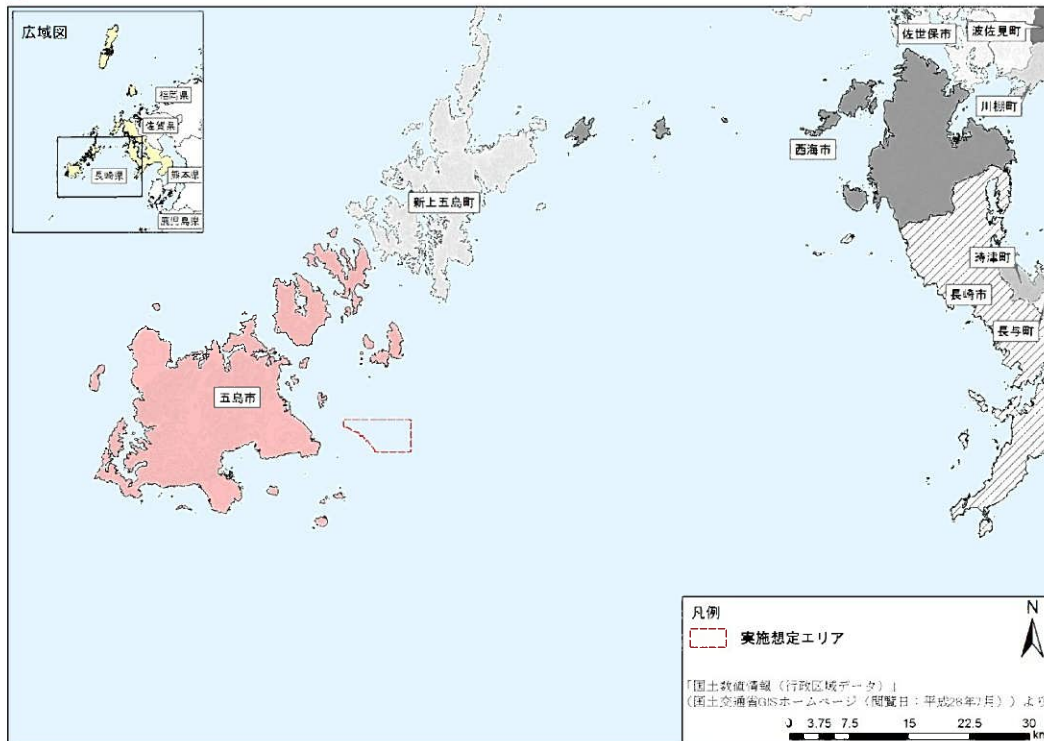 広域図
福岡県
佐賀県
長崎県
熊本県
鹿児島県
佐世保市
波佐見町
川棚町
西海市
新上五島町
時津町
長崎市
長与町
五島市
凡例
実施想定エリア
N
「国土数値情報（行政区域データ）」
（国土交通省GISホームページ（閲覧日：平成28年7月））より
0 3.75 7.5 15 22.5 30
km